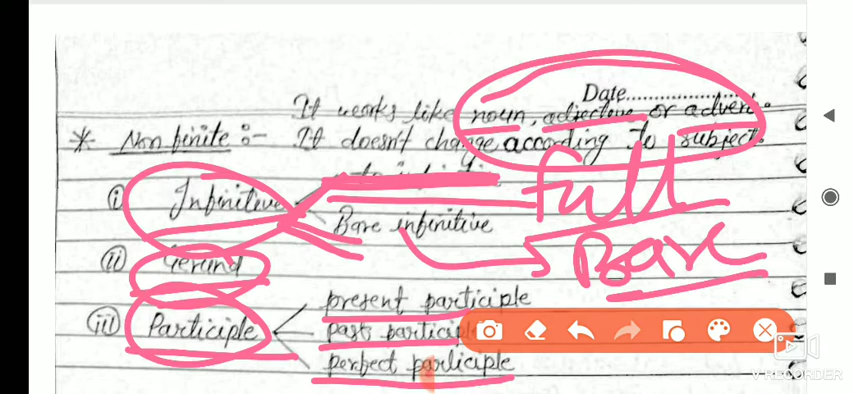 Date....................
It works like noun, adjective or adverb.
* Non finite :- It doesn't change according to subject.
(i) Infinitive
to infinitive
Full
Bare infinitive
Bare
(ii) Gerund
(iii) Participle
present participle
past participle
perfect participle
V RECORDER